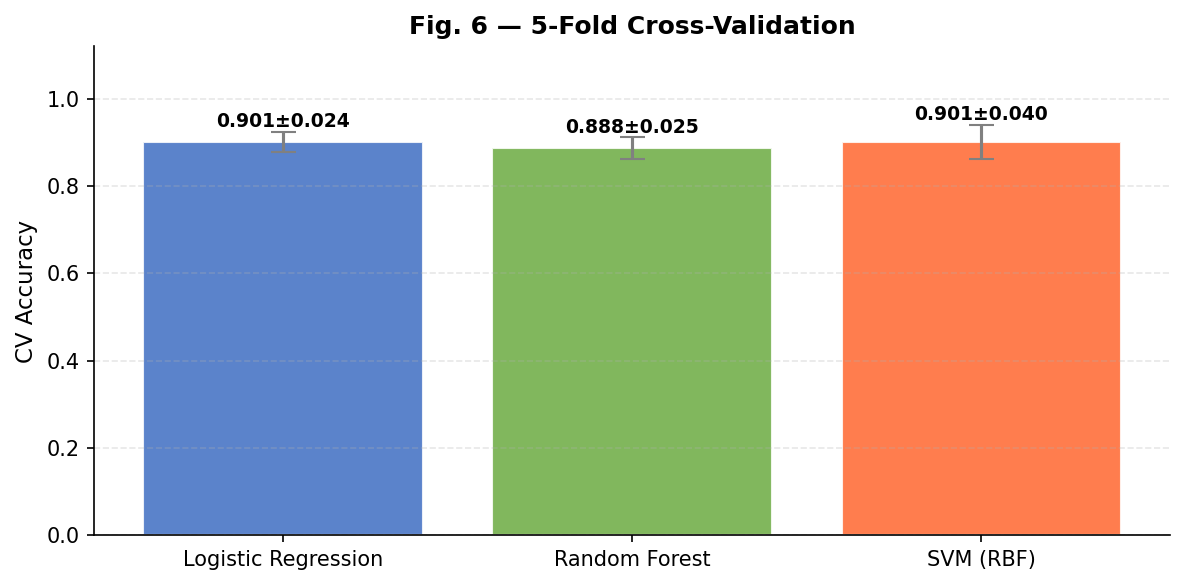 Fig. 6 — 5-Fold Cross-Validation
CV Accuracy
1.0
0.8
0.6
0.4
0.2
0.0
0.901±0.024
0.888±0.025
0.901±0.040
Logistic Regression
Random Forest
SVM (RBF)